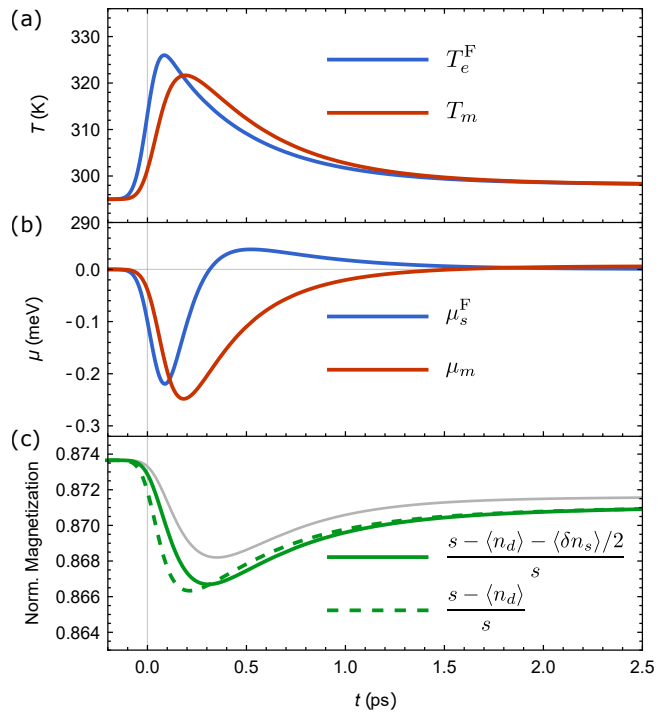 (a)
330
320
310
300
290
T (K)
T_e^F
T_m
(b)
0.0
-0.1
-0.2
-0.3
μ (meV)
μ_s^F
μ_m
(c)
0.874
0.872
0.870
0.868
0.866
0.864
Norm. Magnetization
s − ⟨n_d⟩ − ⟨δn_s⟩/2
s
s − ⟨n_d⟩
s
0.0 0.5 1.0 1.5 2.0 2.5
t (ps)